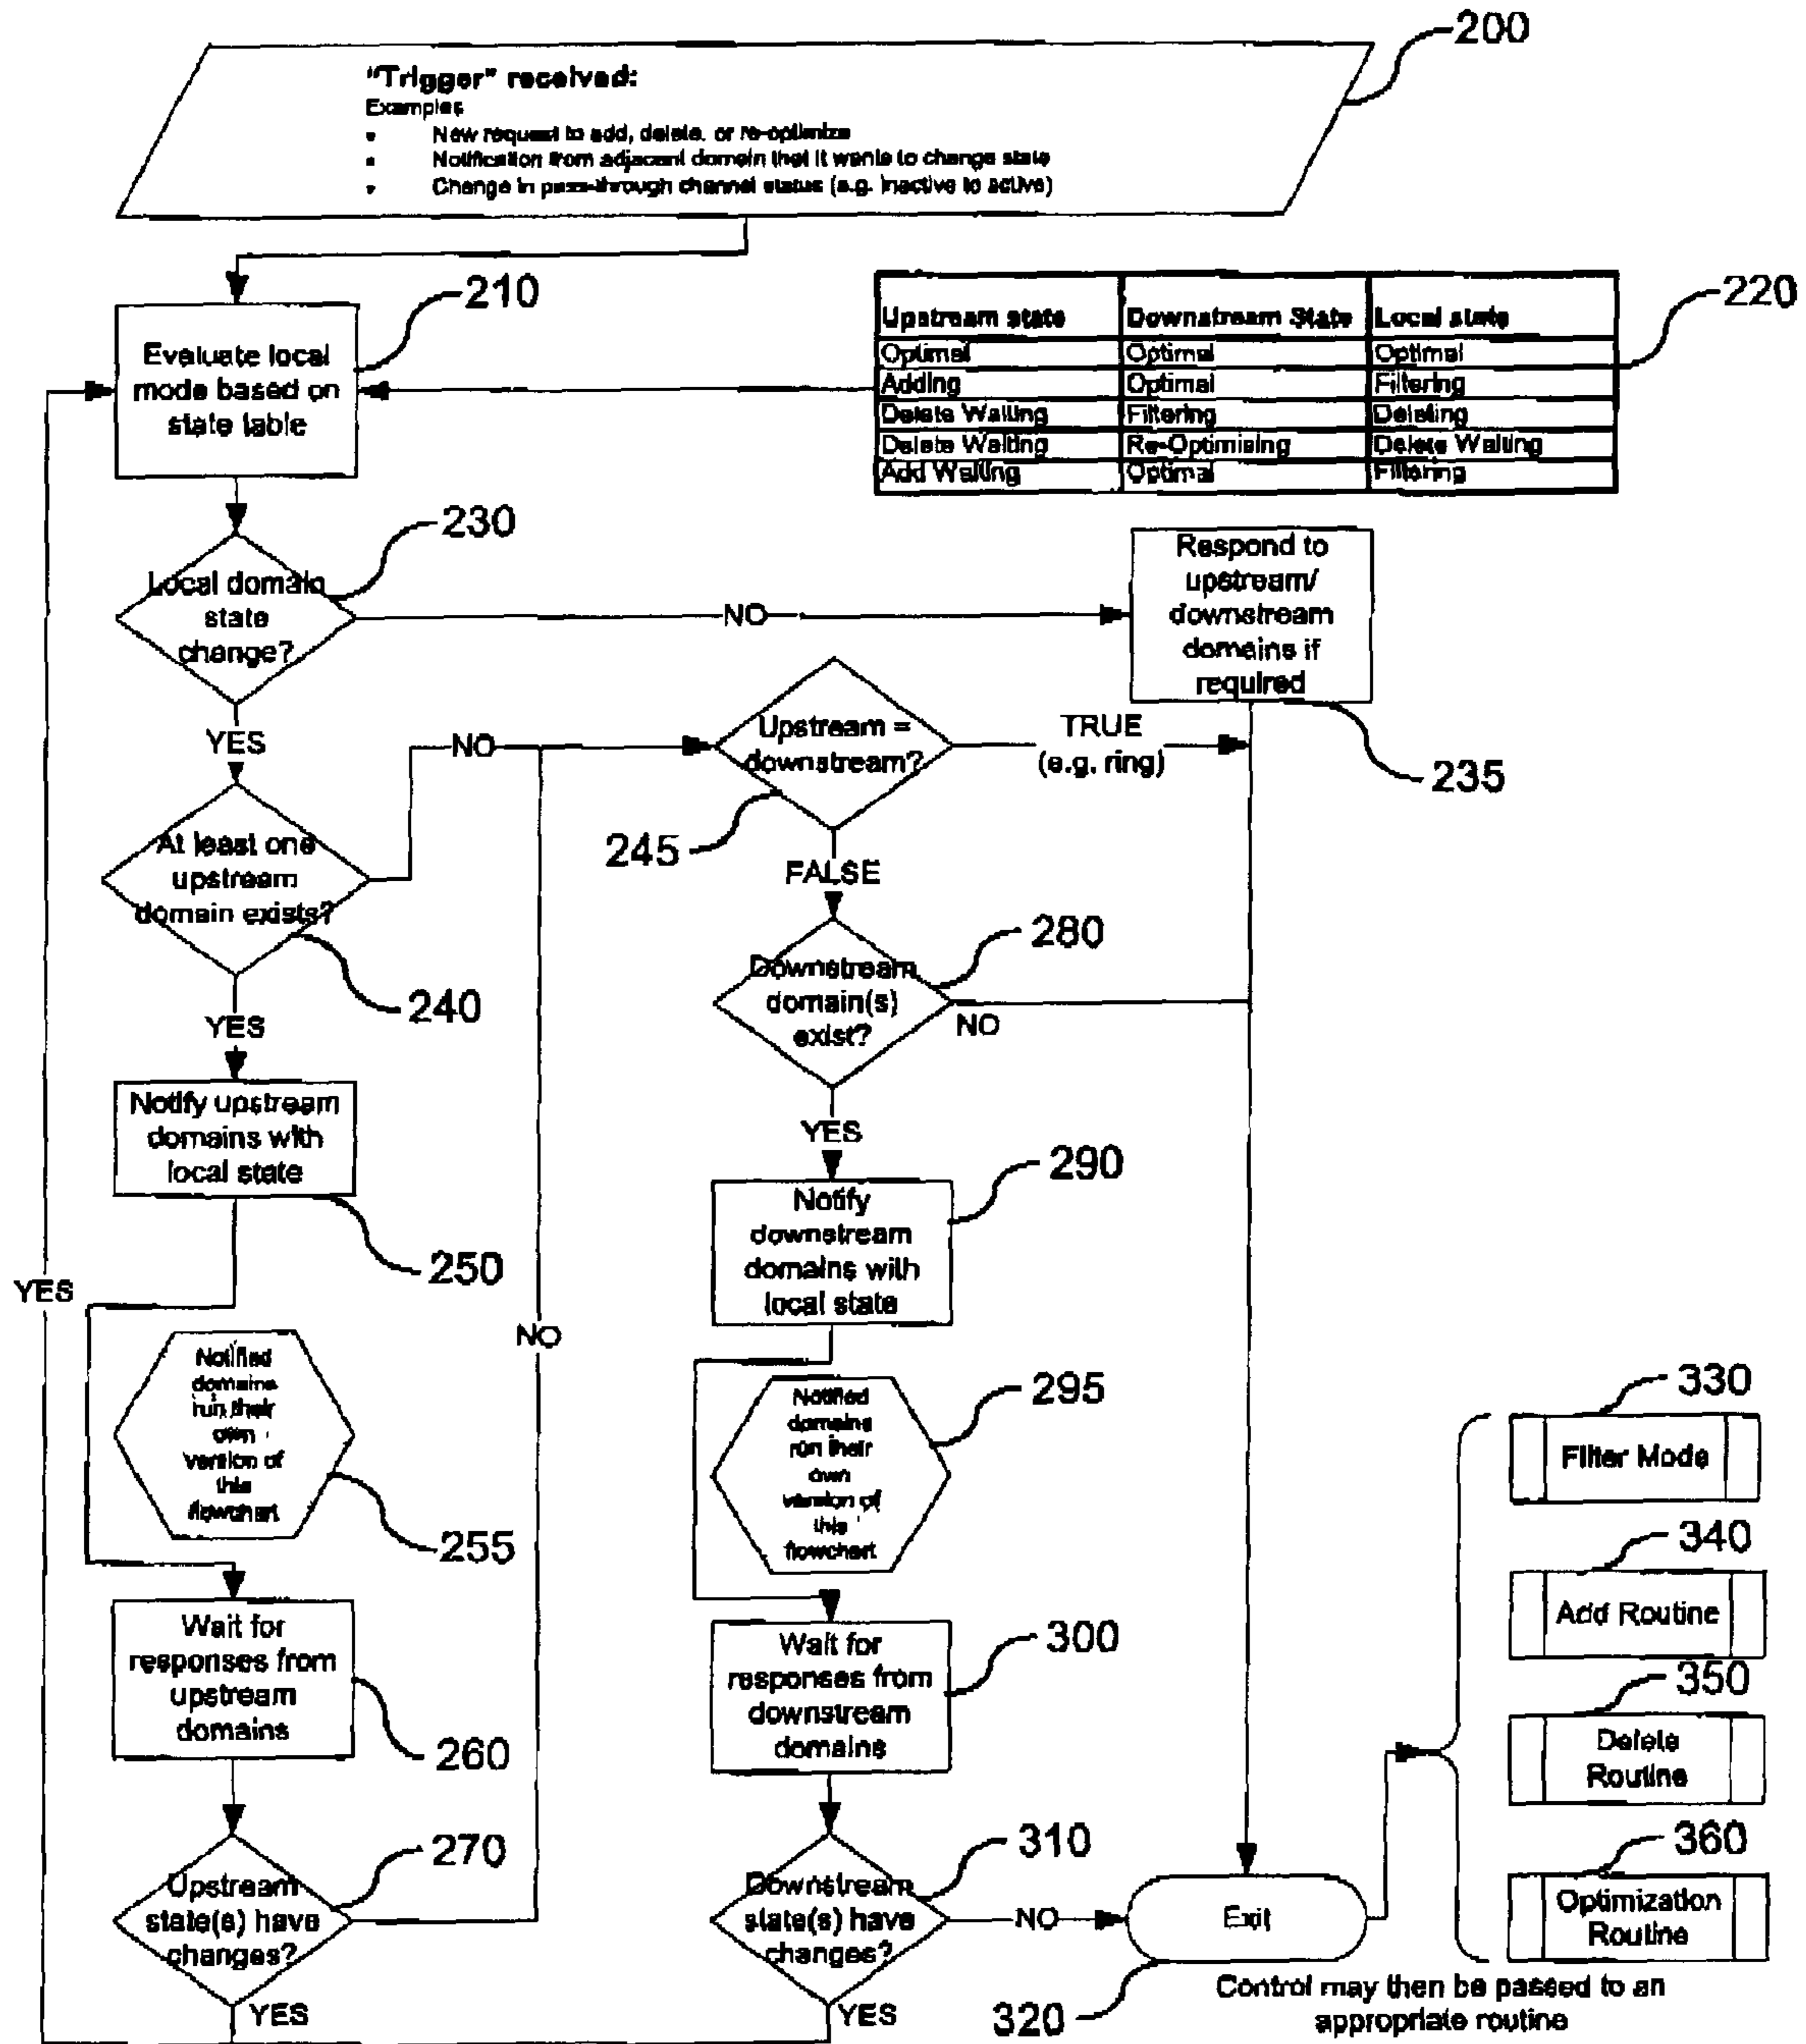 200
"Trigger" received:
Examples
• New request to add, delete, or re-optimize
• Notification from adjacent domain that it wants to change state
• Change in pass-through channel status (e.g. inactive to active)
210
Evaluate local
mode based on
state table
220
Upstream state Downstream State Local state
Optimal Optimal Optimal
Adding Optimal Filtering
Delete Waiting Filtering Deleting
Delete Waiting Re-Optimising Delete Waiting
Add Waiting Optimal Filtering
230
Local domain
state
change?
NO
Respond to
upstream/
downstream
domains if
required
235
YES
NO
Upstream =
downstream?
TRUE
(e.g. ring)
245
FALSE
At least one
upstream
domain exists?
240
YES
280
Downstream
domain(s)
exist?
NO
YES
Notify upstream
domains with
local state
250
290
Notify
downstream
domains with
local state
YES
NO
Notified
domains
run their
own
version of
this
flowchart
255
295
Notified
domains
run their
own
version of
this
flowchart
Wait for
responses from
upstream
domains
260
300
Wait for
responses from
downstream
domains
270
Upstream
state(s) have
changes?
YES
310
Downstream
state(s) have
changes?
YES
NO
Exit
320
330
Filter Mode
340
Add Routine
350
Delete
Routine
360
Optimization
Routine
Control may then be passed to an
appropriate routine